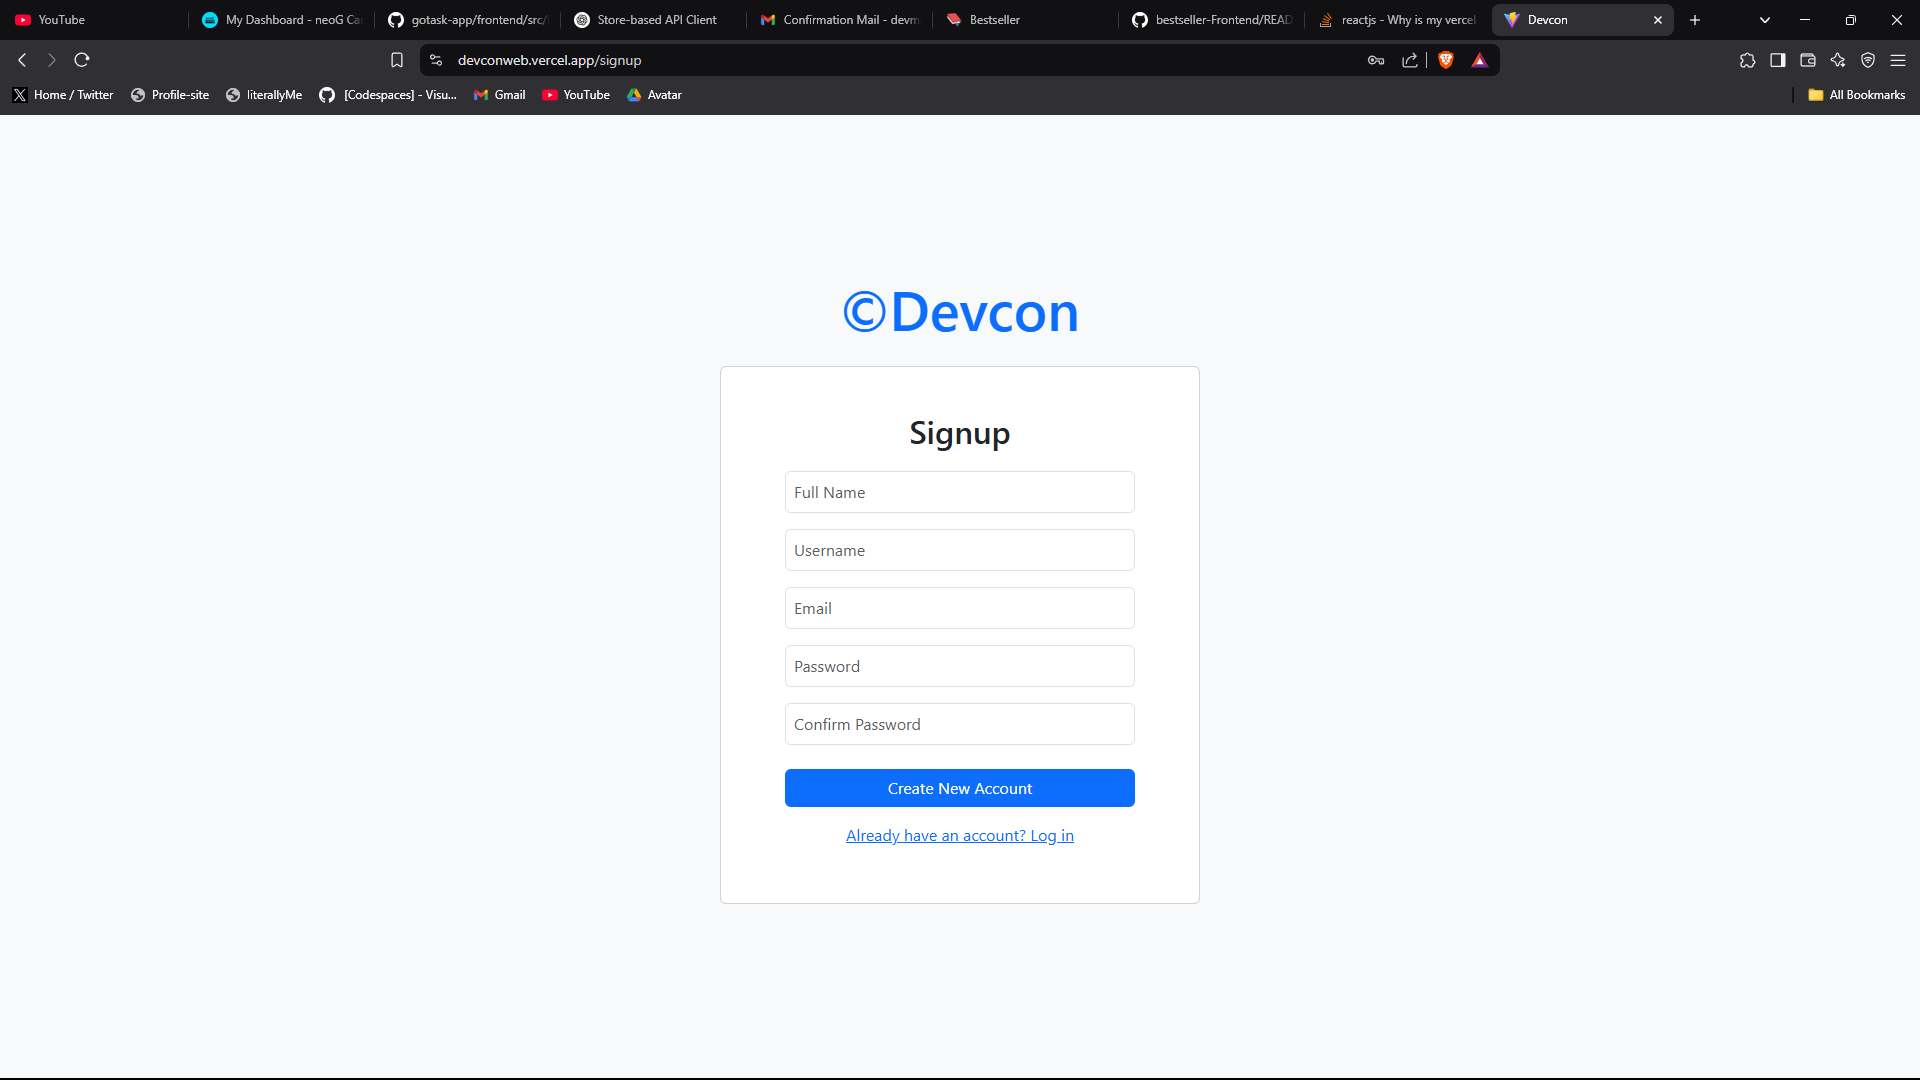 YouTube
My Dashboard - neoG Ca
gotask-app/frontend/src/
Store-based API Client
Confirmation Mail - devm
Bestseller
bestseller-Frontend/READ
reactjs - Why is my vercel
Devcon
devconweb.vercel.app/signup
Home / Twitter
Profile-site
literallyMe
[Codespaces] - Visu...
Gmail
YouTube
Avatar
All Bookmarks
©Devcon
Signup
Full Name
Username
Email
Password
Confirm Password
Create New Account
Already have an account? Log in